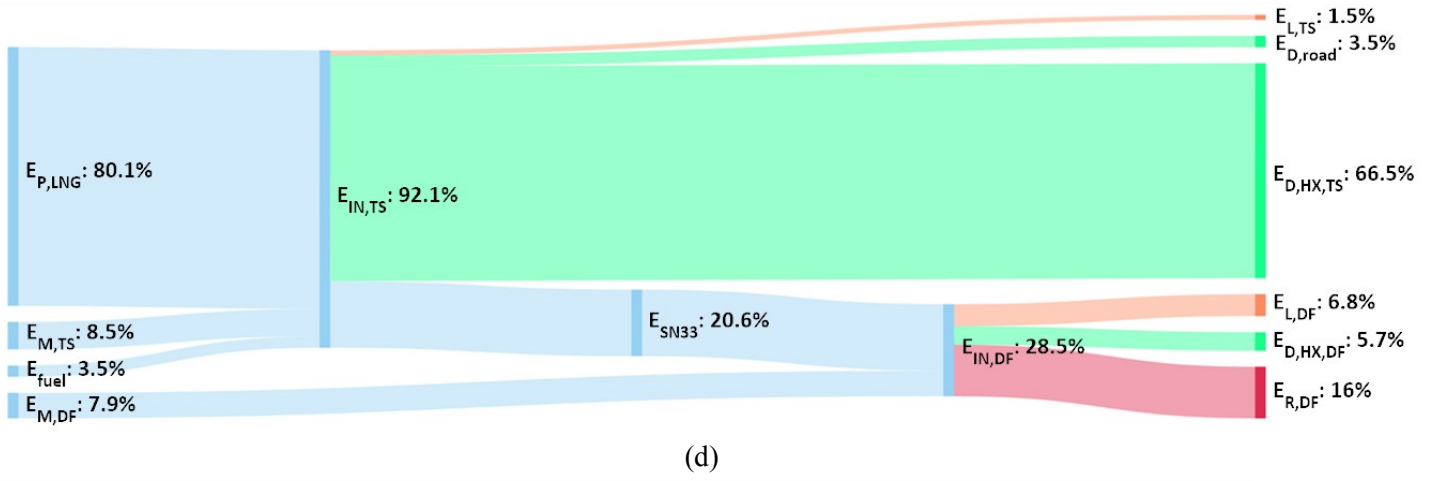 E_L,TS: 1.5%
E_D,road: 3.5%
E_P,LNG: 80.1%
E_IN,TS: 92.1%
E_D,HX,TS: 66.5%
E_M,TS: 8.5%
E_fuel: 3.5%
E_M,DF: 7.9%
E_SN33: 20.6%
E_IN,DF: 28.5%
E_L,DF: 6.8%
E_D,HX,DF: 5.7%
E_R,DF: 16%
(d)